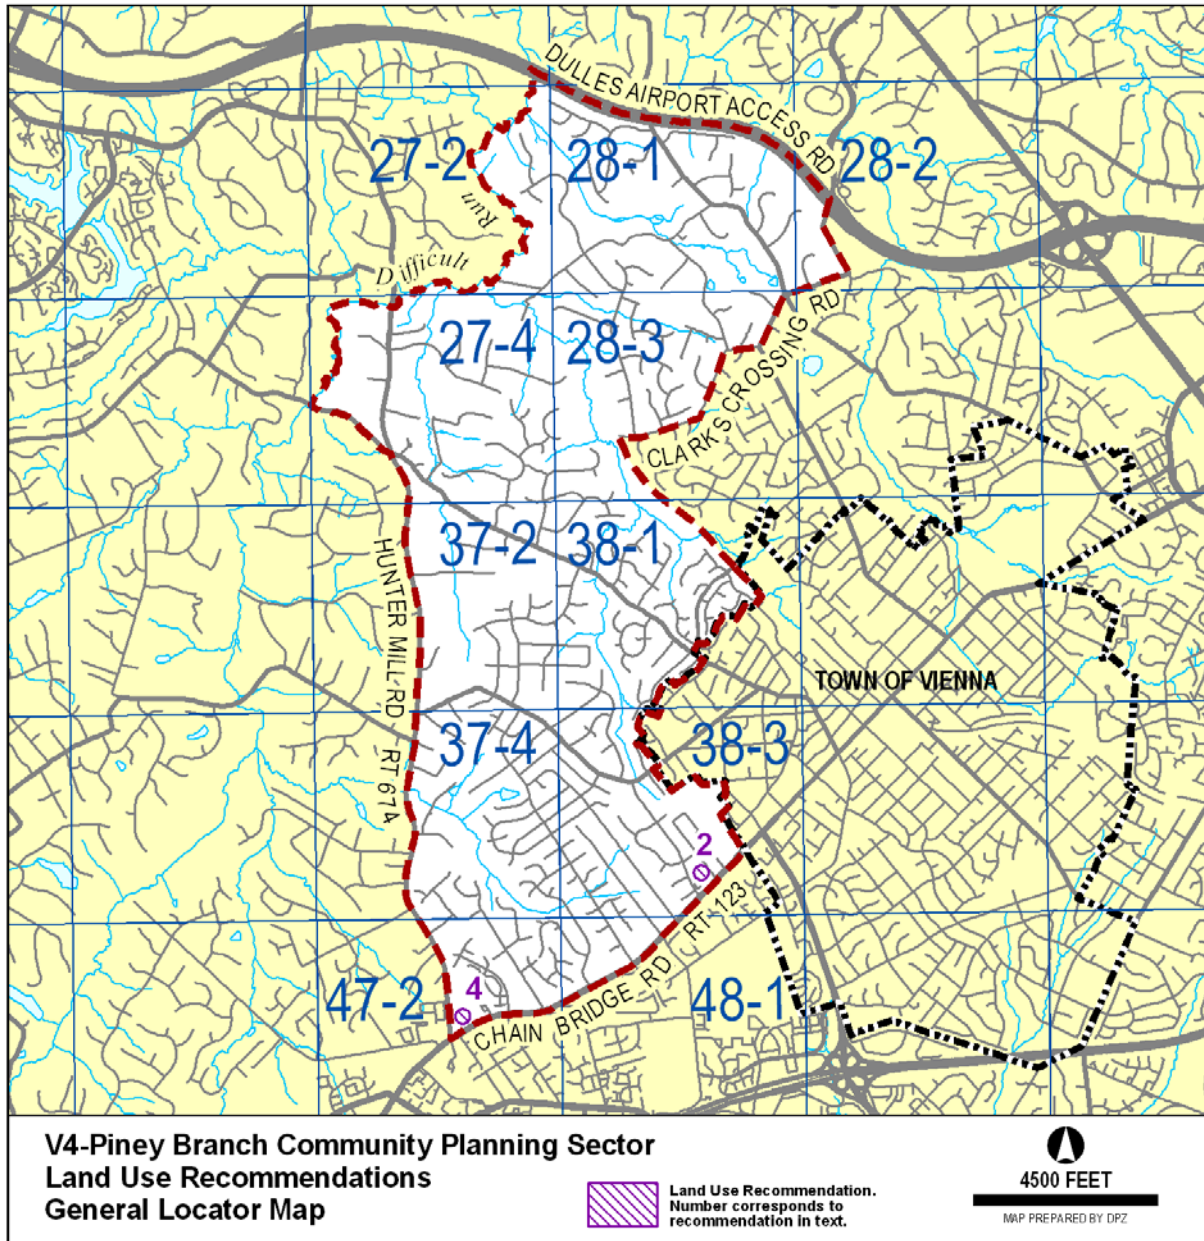 DULLES AIRPORT ACCESS RD
27-2
28-1
28-2
Run
Difficult
27-4
28-3
CLARKS CROSSING RD
37-2
38-1
HUNTER MILL RD RT 674
TOWN OF VIENNA
37-4
38-3
2
RT 123
47-2
4
48-1
CHAIN BRIDGE RD
V4-Piney Branch Community Planning Sector
Land Use Recommendations
General Locator Map
Land Use Recommendation.
Number corresponds to
recommendation in text.
4500 FEET
MAP PREPARED BY DPZ